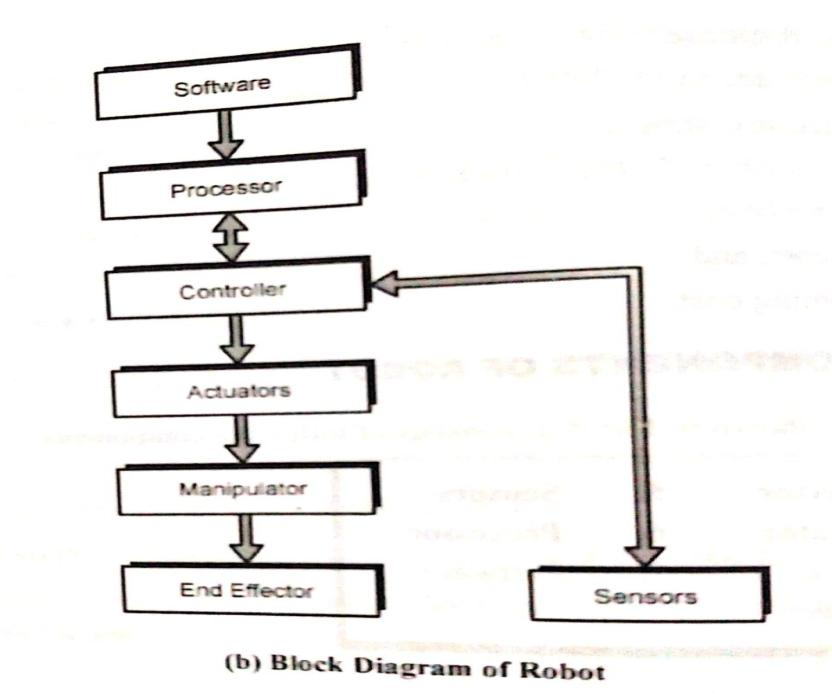 Software
Processor
Controller
Actuators
Manipulator
End Effector
Sensors
(b) Block Diagram of Robot